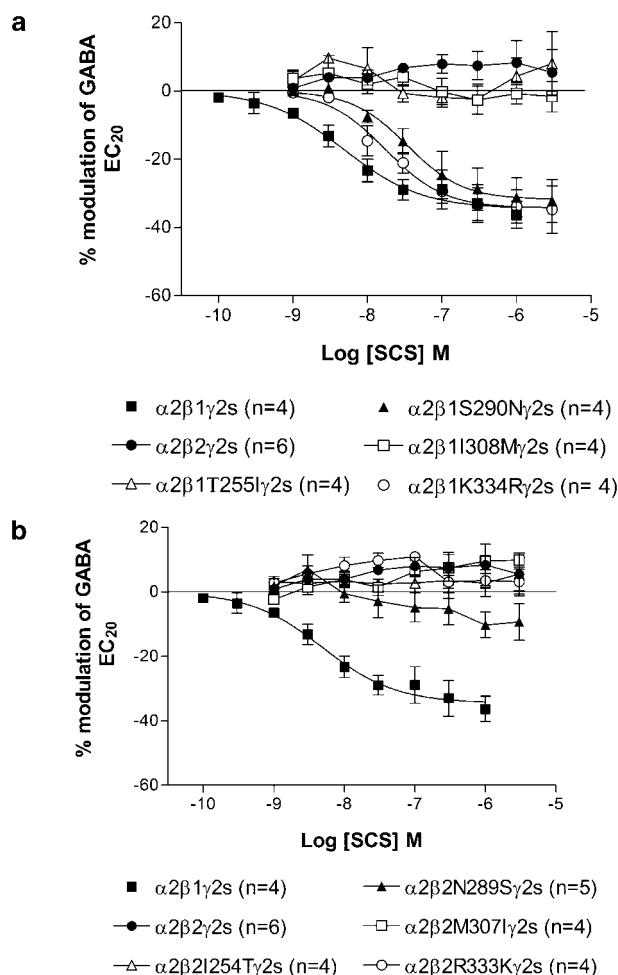 a
20
0
-20
-40
-60
% modulation of GABA
EC20
-10 -9 -8 -7 -6 -5
Log [SCS] M
α2β1γ2s (n=4) α2β1S290Nγ2s (n=4)
α2β2γ2s (n=6) α2β1I308Mγ2s (n=4)
α2β1T255Iγ2s (n=4) α2β1K334Rγ2s (n= 4)
b
20
0
-20
-40
-60
% modulation of GABA
EC20
-10 -9 -8 -7 -6 -5
Log [SCS] M
α2β1γ2s (n=4) α2β2N289Sγ2s (n=5)
α2β2γ2s (n=6) α2β2M307Iγ2s (n=4)
α2β2I254Tγ2s (n=4) α2β2R333Kγ2s (n=4)